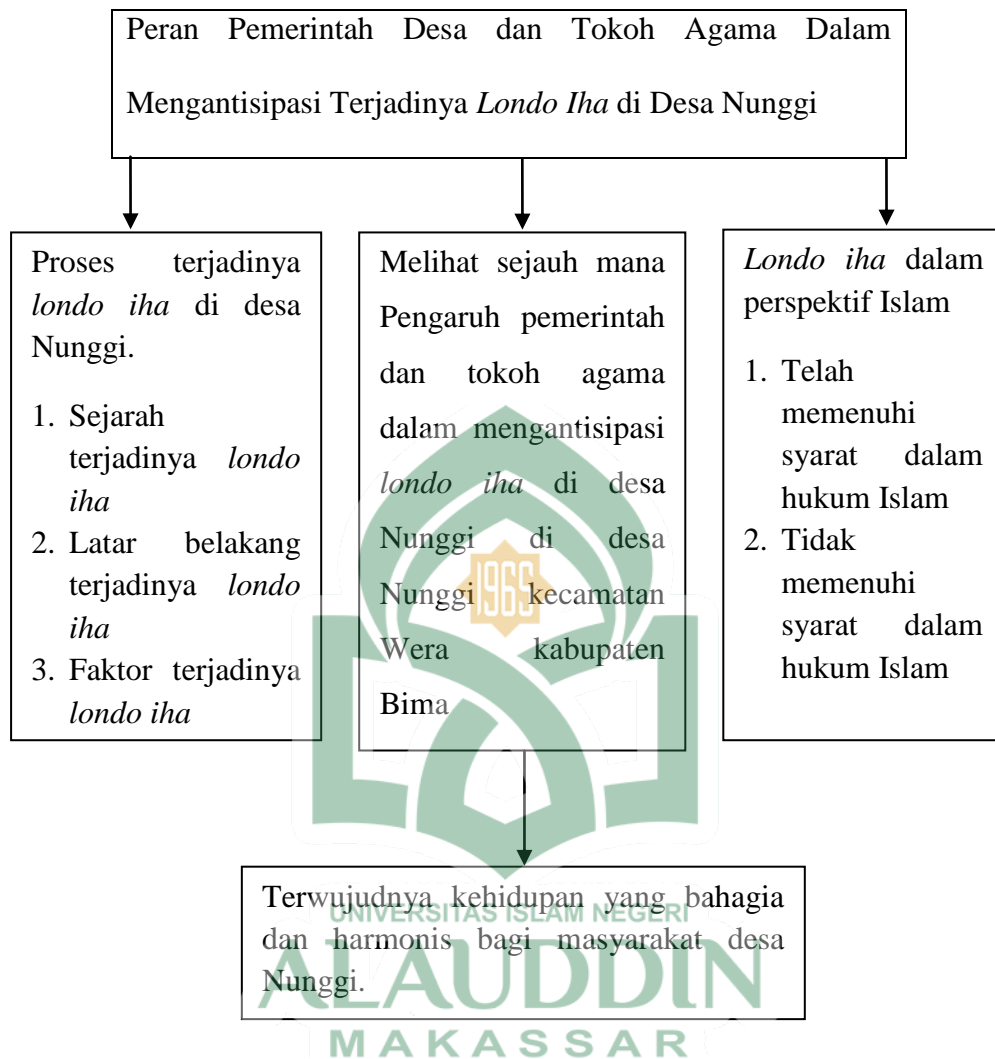 Peran Pemerintah Desa dan Tokoh Agama Dalam
Mengantisipasi Terjadinya Londo Iha di Desa Nunggi
Proses terjadinya
londo iha di desa
Nunggi.
1. Sejarah
terjadinya londo
iha
2. Latar belakang
terjadinya londo
iha
3. Faktor terjadinya
londo iha
Melihat sejauh mana
Pengaruh pemerintah
dan tokoh agama
dalam mengantisipasi
londo iha di desa
Nunggi di desa
Nunggi kecamatan
Wera kabupaten
Bima
Londo iha dalam
perspektif Islam
1. Telah
memenuhi
syarat dalam
hukum Islam
2. Tidak
memenuhi
syarat dalam
hukum Islam
1965
Terwujudnya kehidupan yang bahagia
dan harmonis bagi masyarakat desa
Nunggi.
UNIVERSITAS ISLAM NEGERI
ALAUDDIN
MAKASSAR